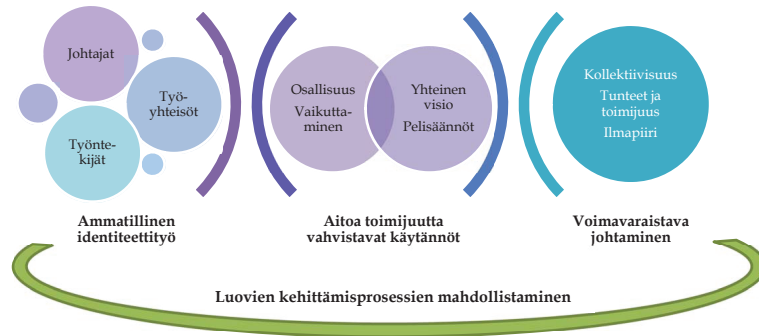 Johtajat
Työ-
yhteisöt
Työnte-
kijät
Ammatillinen
identiteettityö
Osallisuus
Vaikutta-
minen
Yhteinen
visio
Pelisäännöt
Aitoa toimijuutta
vahvistavat käytännöt
Kollektiivisuus
Tunteet ja
toimijuus
Ilmapiiri
Voimavaraistava
johtaminen
Luovien kehittämisprosessien mahdollistaminen